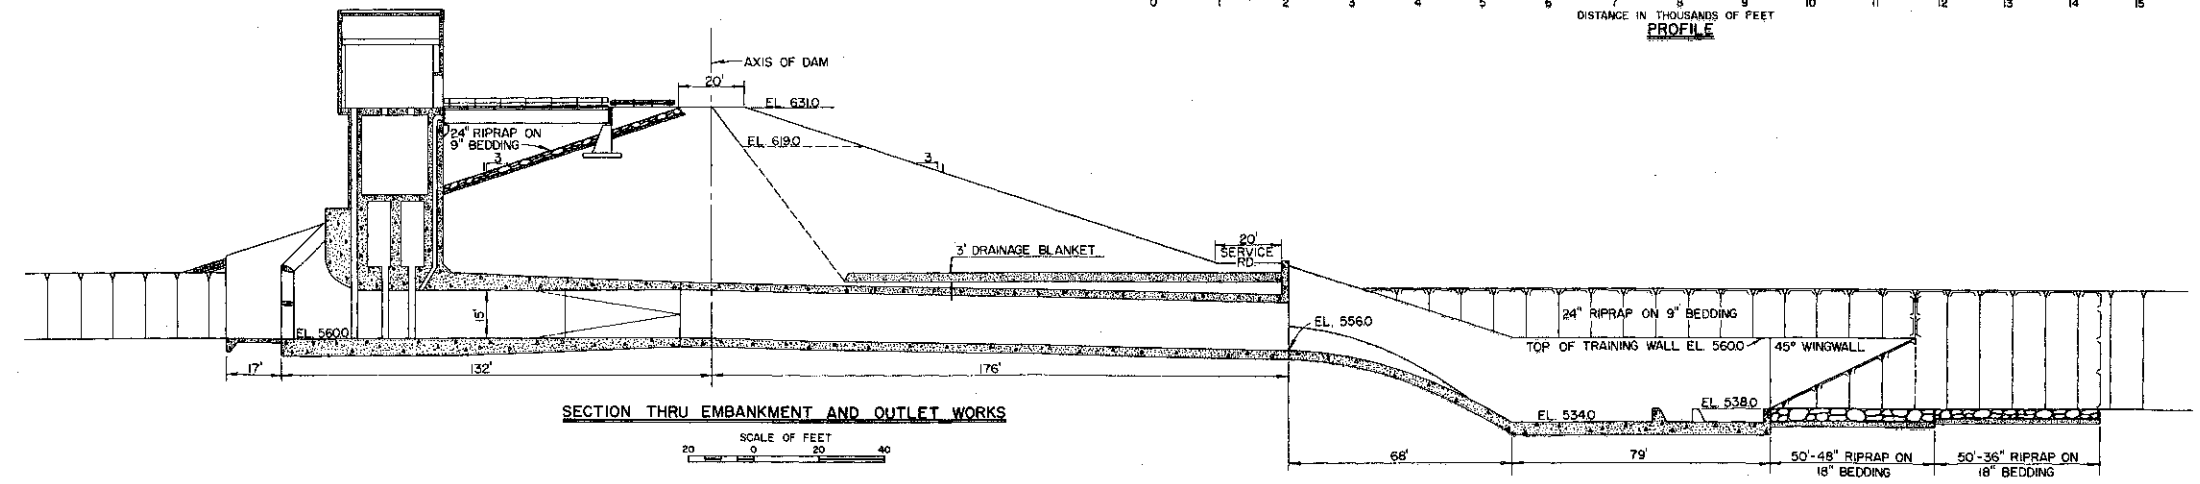 0 1 2 3 4 5 6 7 8 9 10 11 12 13 14 15
DISTANCE IN THOUSANDS OF FEET
PROFILE
AXIS OF DAM
20'
EL. 631.0
24" RIPRAP ON
9" BEDDING
EL. 619.0
3
3
20'
SERVICE
RD.
3' DRAINAGE BLANKET
15'
EL. 560.0
EL. 556.0
24" RIPRAP ON 9" BEDDING
TOP OF TRAINING WALL EL. 560.0
45° WINGWALL
17'
132'
176'
EL. 534.0
EL. 538.0
SECTION THRU EMBANKMENT AND OUTLET WORKS
SCALE OF FEET
20 0 20 40
68'
79'
50'-48" RIPRAP ON
18" BEDDING
50'-36" RIPRAP ON
18" BEDDING